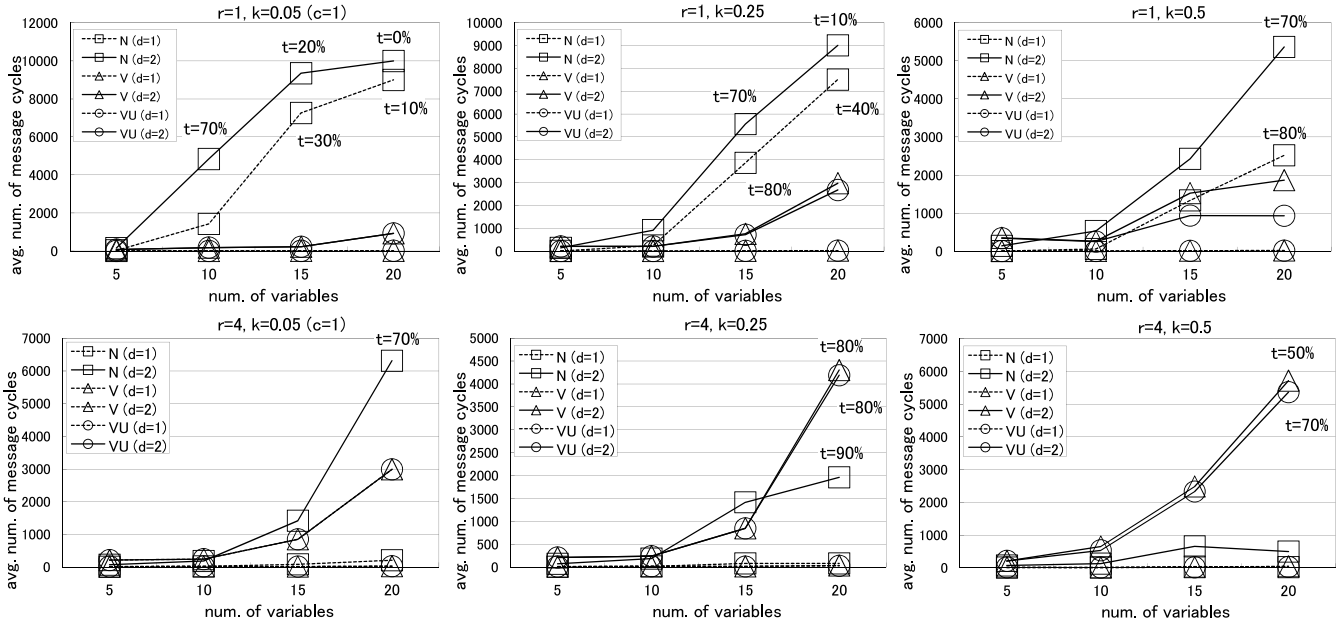 r=1, k=0.05 (c=1)
avg. num. of message cycles
12000
10000
8000
6000
4000
2000
0
N (d=1)
N (d=2)
V (d=1)
V (d=2)
VU (d=1)
VU (d=2)
t=70%
t=20%
t=30%
t=0%
t=10%
5
10
15
20
num. of variables
r=1, k=0.25
avg. num. of message cycles
10000
9000
8000
7000
6000
5000
4000
3000
2000
1000
0
N (d=1)
N (d=2)
V (d=1)
V (d=2)
VU (d=1)
VU (d=2)
t=10%
t=70%
t=40%
t=80%
5
10
15
20
num. of variables
r=1, k=0.5
avg. num. of message cycles
6000
5000
4000
3000
2000
1000
0
N (d=1)
N (d=2)
V (d=1)
V (d=2)
VU (d=1)
VU (d=2)
t=70%
t=80%
5
10
15
20
num. of variables
r=4, k=0.05 (c=1)
avg. num. of message cycles
7000
6000
5000
4000
3000
2000
1000
0
N (d=1)
N (d=2)
V (d=1)
V (d=2)
VU (d=1)
VU (d=2)
t=70%
5
10
15
20
num. of variables
r=4, k=0.25
avg. num. of message cycles
5000
4500
4000
3500
3000
2500
2000
1500
1000
500
0
N (d=1)
N (d=2)
V (d=1)
V (d=2)
VU (d=1)
VU (d=2)
t=80%
t=80%
t=90%
5
10
15
20
num. of variables
r=4, k=0.5
avg. num. of message cycles
7000
6000
5000
4000
3000
2000
1000
0
N (d=1)
N (d=2)
V (d=1)
V (d=2)
VU (d=1)
VU (d=2)
t=50%
t=70%
5
10
15
20
num. of variables